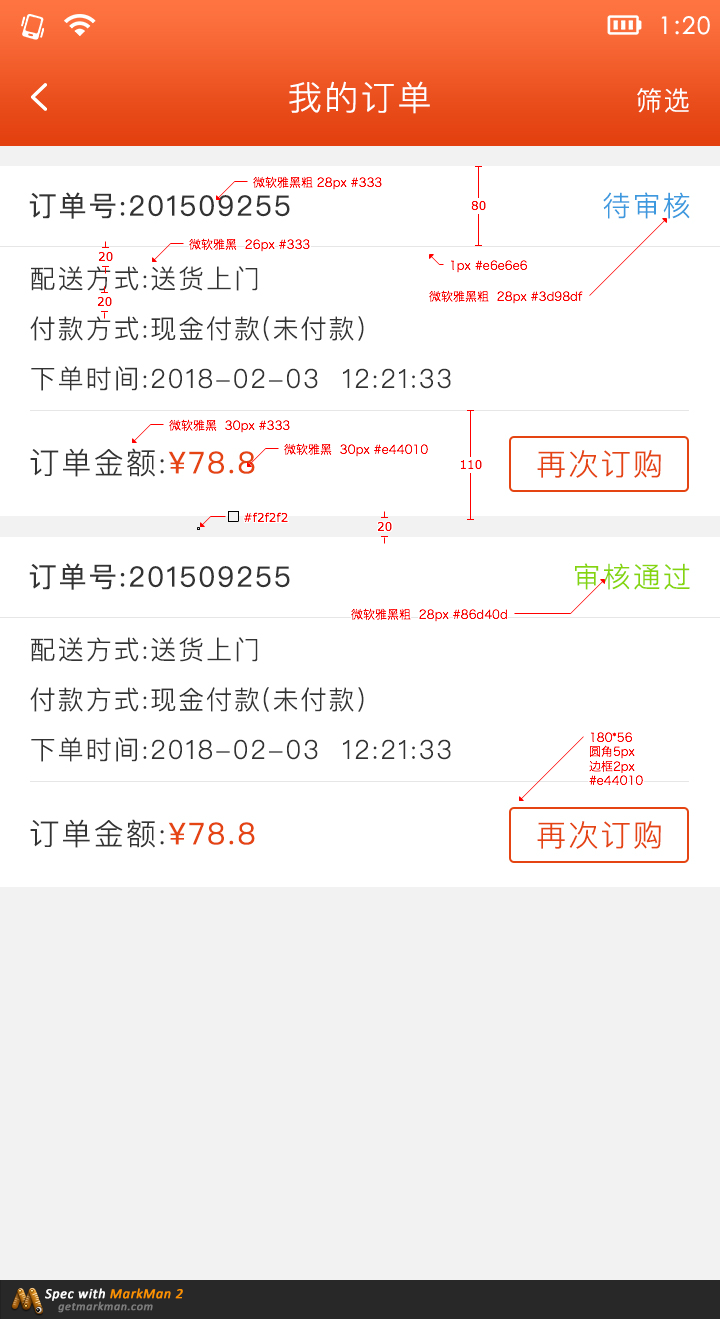 1:20
我的订单
筛选
微软雅黑粗 28px #333
订单号:201509255
80
待审核
微软雅黑 26px #333
20
1px #e6e6e6
配送方式:送货上门
微软雅黑粗 28px #3d98df
20
付款方式:现金付款(未付款)
下单时间:2018-02-03 12:21:33
微软雅黑 30px #333
微软雅黑 30px #e44010
订单金额:¥78.8
110
再次订购
#f2f2f2
20
订单号:201509255
审核通过
微软雅黑粗 28px #86d40d
配送方式:送货上门
付款方式:现金付款(未付款)
下单时间:2018-02-03 12:21:33
180*56
圆角5px
边框2px
#e44010
订单金额:¥78.8
再次订购
Spec with MarkMan 2
getmarkman.com